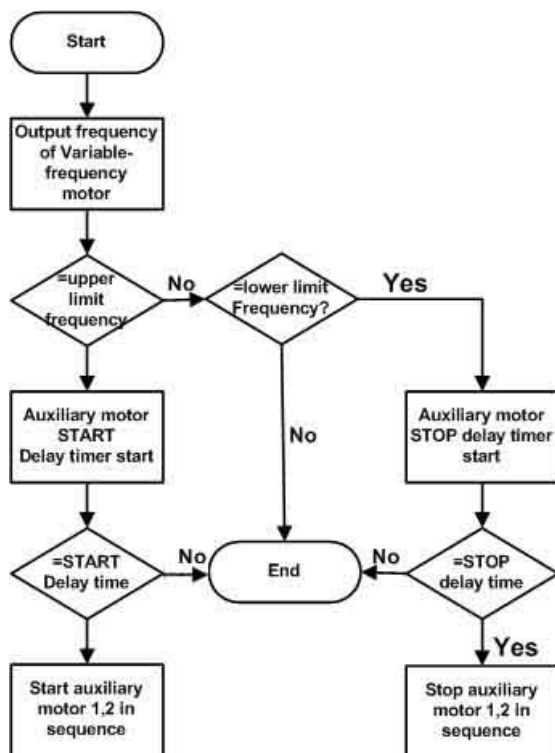 Start
Output frequency
of Variable-
frequency
motor
=upper
limit
frequency
No
=lower limit
Frequency?
Yes
Auxiliary motor
START
Delay timer start
No
Auxiliary motor
STOP delay timer
start
=START
Delay time
No
End
No
=STOP
delay time
Yes
Start auxiliary
motor 1,2 in
sequence
Stop auxiliary
motor 1,2 in
sequence